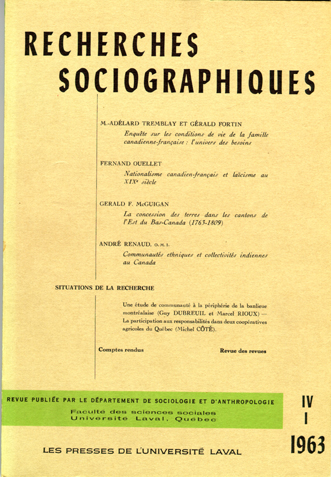 RECHERCHES
SOCIOGRAPHIQUES
M.-ADÉLARD TREMBLAY ET GÉRALD FORTIN
Enquête sur les conditions de vie de la famille
canadienne-française : l'univers des besoins
FERNAND OUELLET
Nationalisme canadien-français et laïcisme au
XIXe siècle
GERALD F. McGUIGAN
La concession des terres dans les cantons de
l'Est du Bas-Canada (1763-1809)
ANDRÉ RENAUD, O.M.I.
Communautés ethniques et collectivités indiennes
au Canada
SITUATIONS DE LA RECHERCHE
Une étude de communauté à la périphérie de la banlieue
montréalaise (Guy DUBREUIL et Marcel RIOUX) —
La participation aux responsabilités dans deux coopératives
agricoles du Québec (Michel CÔTÉ).
Comptes rendus Revue des revues
REVUE PUBLIÉE PAR LE DÉPARTEMENT DE SOCIOLOGIE ET D'ANTHROPOLOGIE
Faculté des sciences sociales
Université Laval, Québec
IV
I
1963
LES PRESSES DE L'UNIVERSITÉ LAVAL